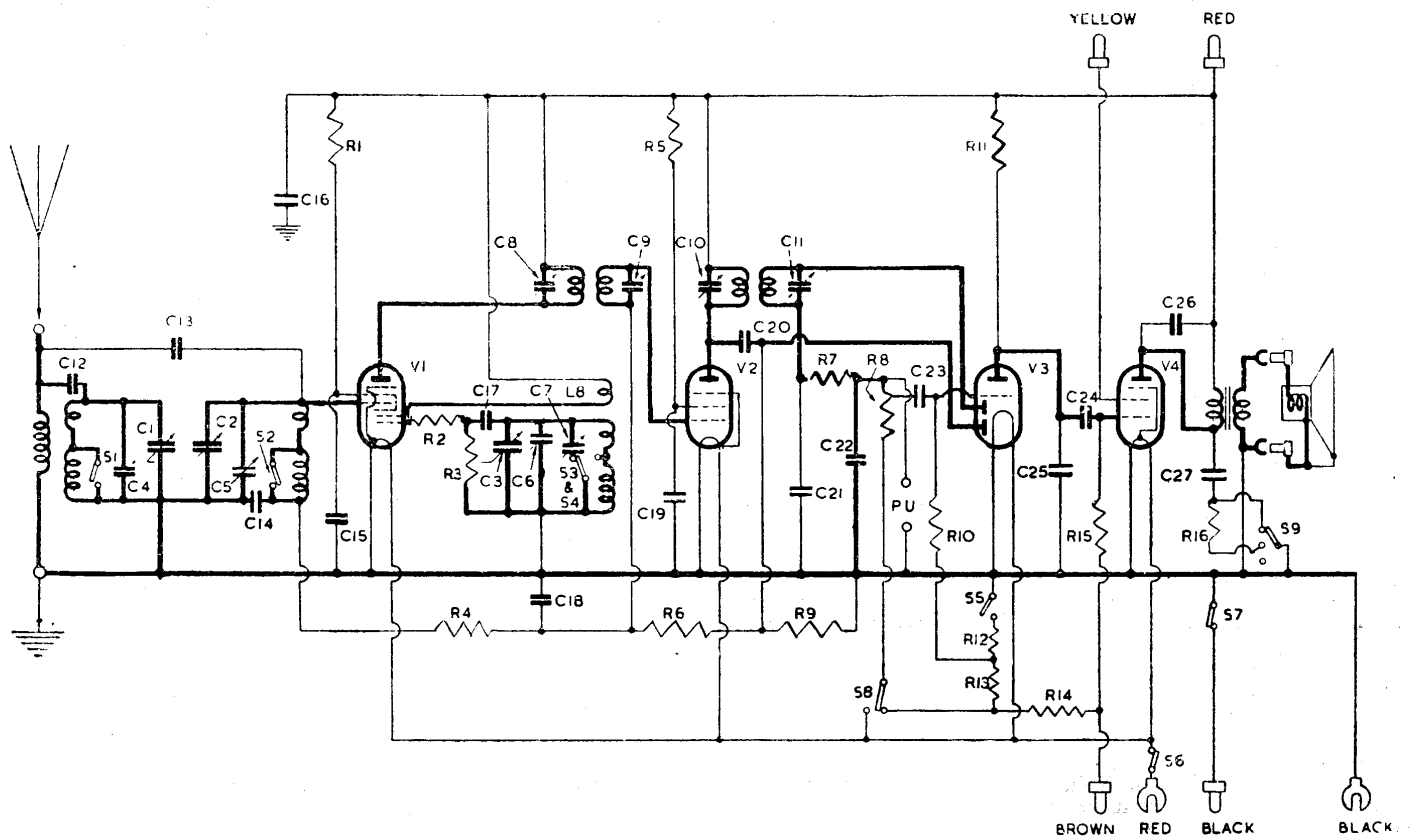 YELLOW RED
R1 R5 R11
C16
C8 C9 C10 C11
C26
C13
C20
C12 V1 R7 R8 C23 V2 V3 V4
C17 C7 L8
C24
C1 C2 S2 R2
S1 C22 C25 C27
C4 C5 R3 C3 C6 S3
&
S4
C14 C21 PU
C15 C19 R10 R15 R16 S9
C18 S5
R4 R6 R9 S7
R12
R13
S8 R14
S6
BROWN RED BLACK BLACK